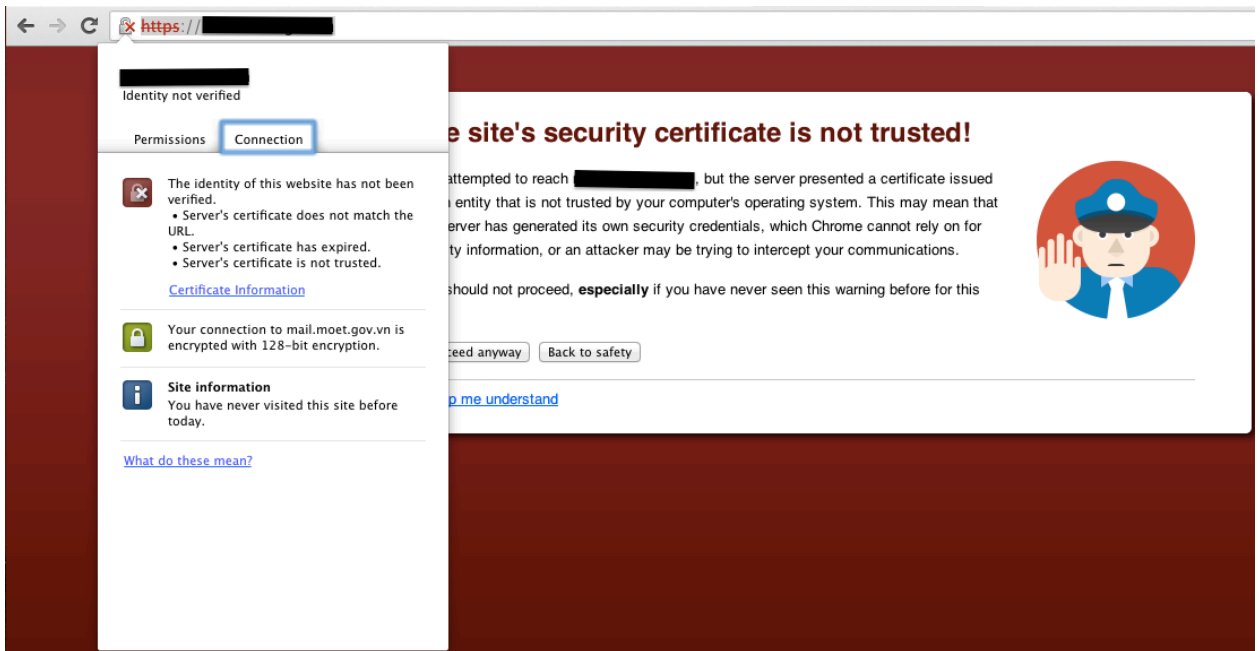 https://
Identity not verified
Permissions Connection
The identity of this website has not been
verified.
• Server's certificate does not match the
URL.
• Server's certificate has expired.
• Server's certificate is not trusted.
Certificate Information
Your connection to mail.moet.gov.vn is
encrypted with 128-bit encryption.
Site information
You have never visited this site before
today.
What do these mean?
e site's security certificate is not trusted!
attempted to reach , but the server presented a certificate issued
entity that is not trusted by your computer's operating system. This may mean that
erver has generated its own security credentials, which Chrome cannot rely on for
ty information, or an attacker may be trying to intercept your communications.
should not proceed, especially if you have never seen this warning before for this
ceed anyway Back to safety
p me understand